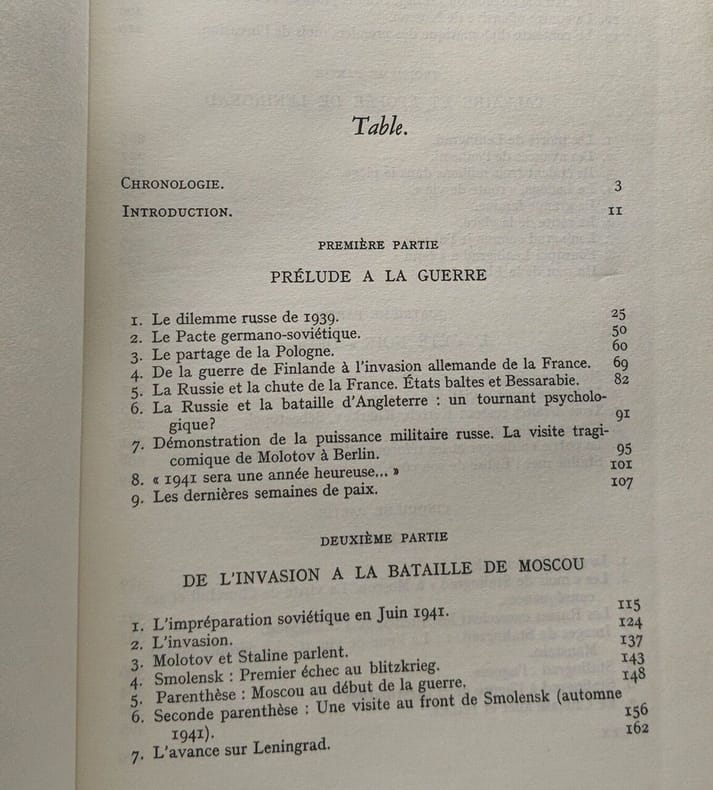 Table.
CHRONOLOGIE. 3
INTRODUCTION. 11
PREMIÈRE PARTIE
PRÉLUDE A LA GUERRE
1. Le dilemme russe de 1939. 25
2. Le Pacte germano-soviétique. 50
3. Le partage de la Pologne. 60
4. De la guerre de Finlande à l'invasion allemande de la France. 69
5. La Russie et la chute de la France. États baltes et Bessarabie. 82
6. La Russie et la bataille d'Angleterre : un tournant psycholo-
gique? 91
7. Démonstration de la puissance militaire russe. La visite tragi-
comique de Molotov à Berlin. 95
8. « 1941 sera une année heureuse... » 101
9. Les dernières semaines de paix. 107
DEUXIÈME PARTIE
DE L'INVASION A LA BATAILLE DE MOSCOU
1. L'impréparation soviétique en Juin 1941. 115
2. L'invasion. 124
3. Molotov et Staline parlent. 137
4. Smolensk : Premier échec au blitzkrieg. 143
5. Parenthèse : Moscou au début de la guerre. 148
6. Seconde parenthèse : Une visite au front de Smolensk (automne
1941). 156
7. L'avance sur Leningrad. 162